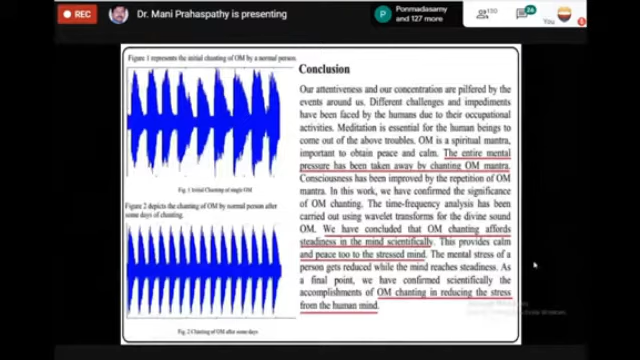 REC
Dr. Mani Prahaspathy is presenting
P
Ponmadasamy
and 127 more
130
26
You
Figure 1 represents the initial chanting of OM by a normal person.
Fig. 1 Initial Chanting of single OM
Figure 2 depicts the chanting of OM by normal person after
some days of chanting.
Fig. 2 Chanting of OM after some days
Conclusion
Our attentiveness and our concentration are pilfered by the
events around us. Different challenges and impediments
have been faced by the humans due to their occupational
activities. Meditation is essential for the human beings to
come out of the above troubles. OM is a spiritual mantra,
important to obtain peace and calm. The entire mental
pressure has been taken away by chanting OM mantra.
Consciousness has been improved by the repetition of OM
mantra. In this work, we have confirmed the significance
of OM chanting. The time-frequency analysis has been
carried out using wavelet transforms for the divine sound
OM. We have concluded that OM chanting affords
steadiness in the mind scientifically. This provides calm
and peace too to the stressed mind. The mental stress of a
person gets reduced while the mind reaches steadiness. As
a final point, we have confirmed scientifically the
accomplishments of OM chanting in reducing the stress
from the human mind.